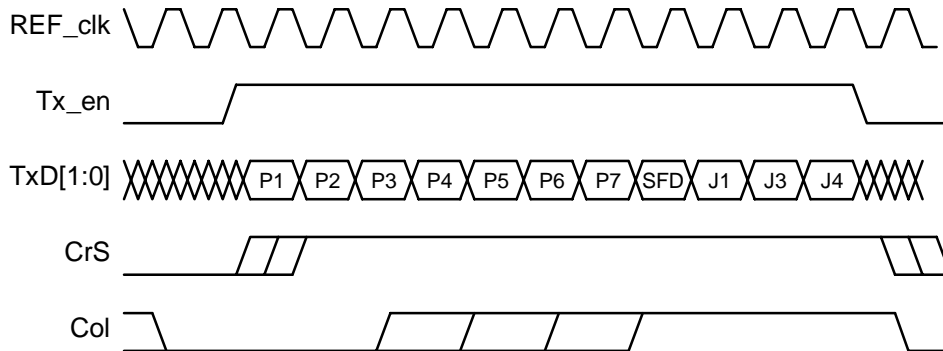 REF_clk
Tx_en
TxD[1:0] P1 P2 P3 P4 P5 P6 P7 SFD J1 J3 J4
CrS
Col